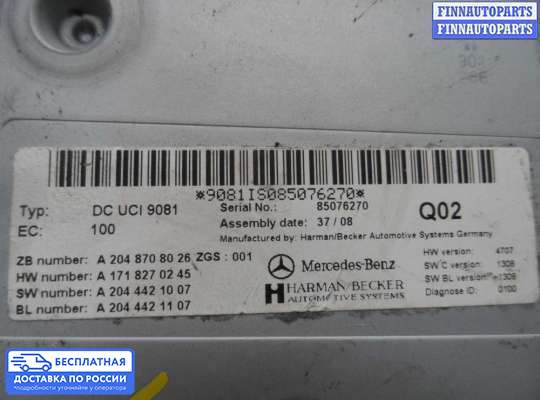 FINNAUTOPARTS
FINNAUTOPARTS
*9081IS085076270*
Typ: DC UCI 9081
Serial No.: 85076270
Q02
EC: 100
Assembly date: 37 / 08
Manufactured by: Harman/Becker Automotive Systems Germany
ZB number: A 204 870 80 26 ZGS : 001
HW number: A 171 827 02 45
SW number: A 204 442 10 07
BL number: A 204 442 11 07
Mercedes-Benz
HARMAN/BECKER
AUTOMOTIVE SYSTEMS
HW version: 4707
SW C version: 1308
SW BL version: 1308
Diagnose ID: 0100
БЕСПЛАТНАЯ
ДОСТАВКА ПО РОССИИ
Подробности уточняйте у оператора